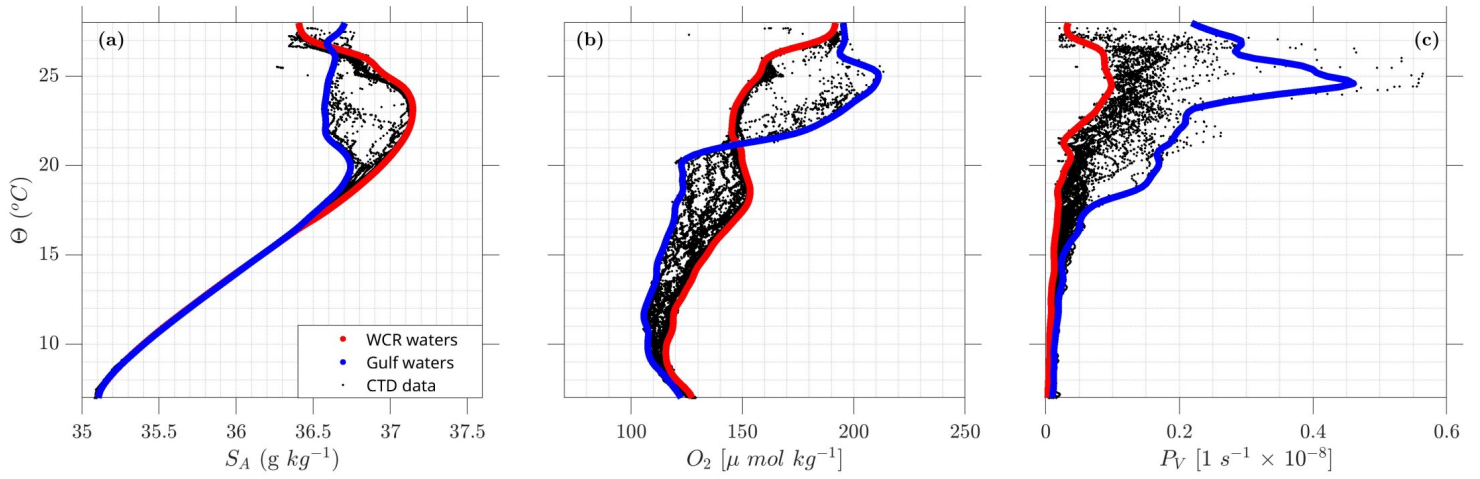 (a)
(b)
(c)
Θ (°C)
25
20
15
10
WCR waters
Gulf waters
CTD data
35 35.5 36 36.5 37 37.5
100 150 200 250
0 0.2 0.4 0.6
S_A (g kg⁻¹)
O₂ [μ mol kg⁻¹]
P_V [1 s⁻¹ × 10⁻⁸]